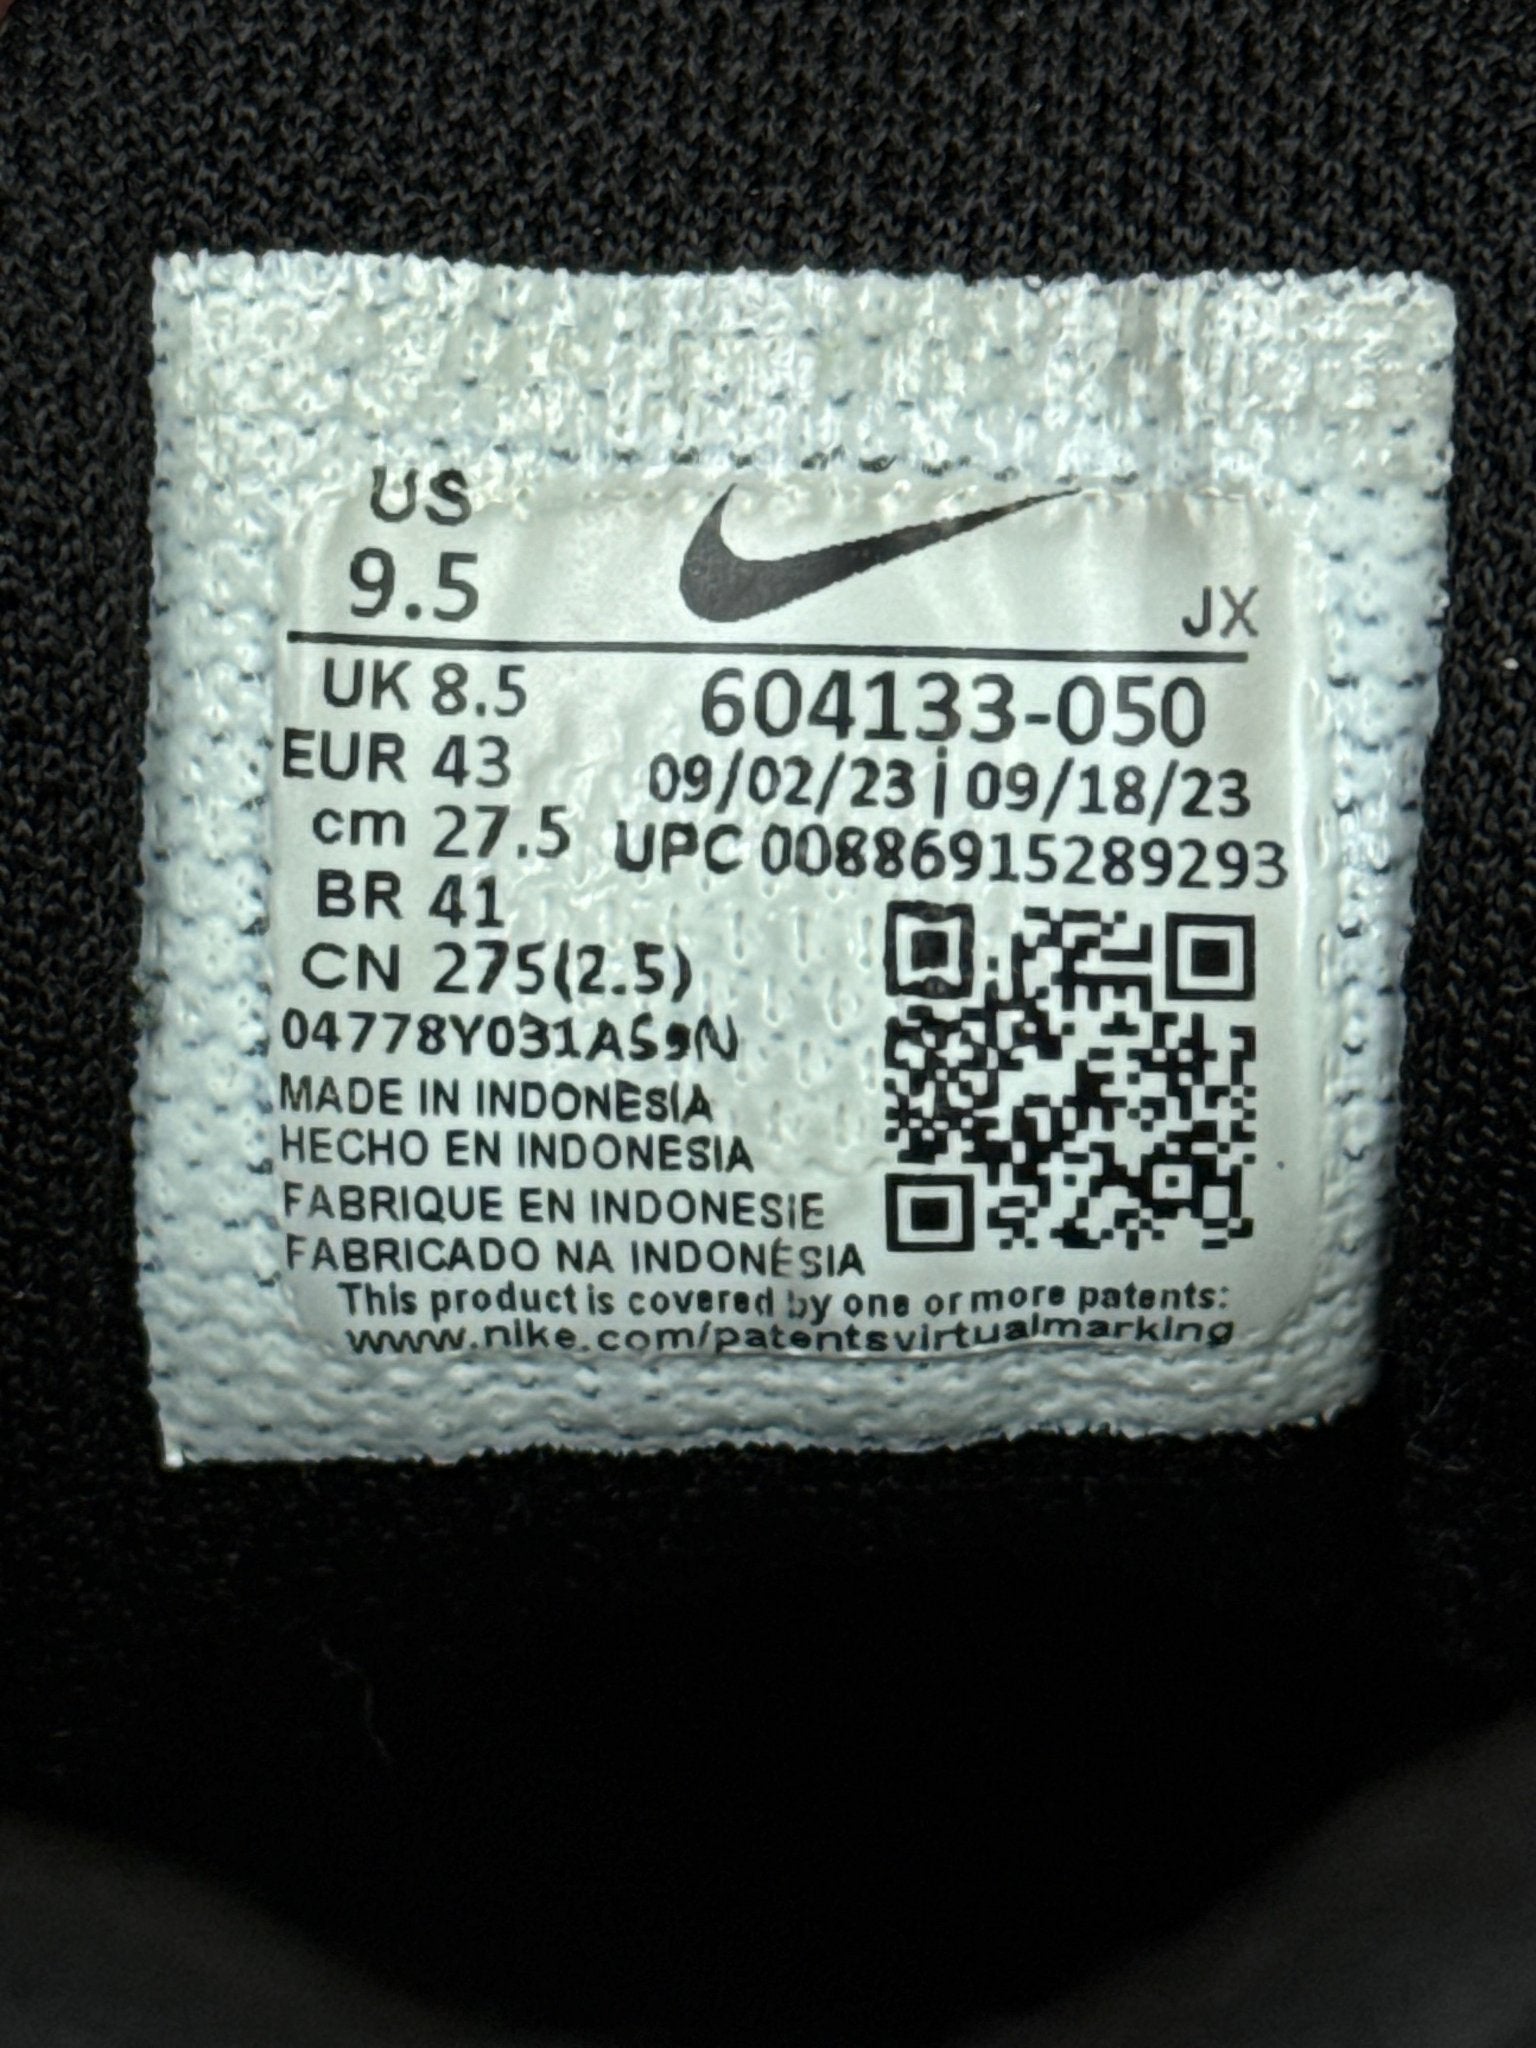 US
9.5
JX
UK 8.5
604133-050
EUR 43
09/02/23 | 09/18/23
cm 27.5
UPC 00886915289293
BR 41
CN 275(2.5)
MADE IN INDONESIA
HECHO EN INDONESIA
FABRIQUE EN INDONESIE
FABRICADO NA INDONÉSIA
This product is covered by one or more patents:
www.nike.com/patentsvirtualmarking